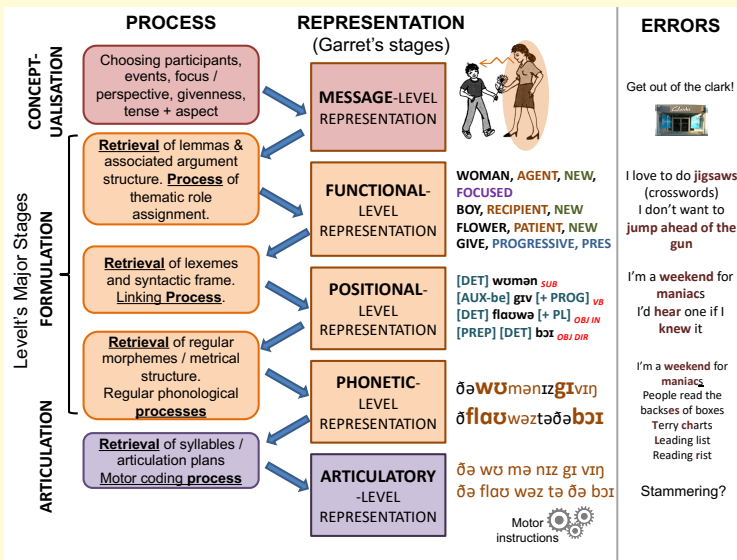 PROCESS
REPRESENTATION
(Garret's stages)
ERRORS
Levelt's Major Stages
CONCEPT-
UALISATION
Choosing participants,
events, focus /
perspective, givenness,
tense + aspect
MESSAGE-LEVEL
REPRESENTATION
Get out of the clark!
Clarks
FORMULATION
Retrieval of lemmas &
associated argument
structure. Process of
thematic role
assignment.
FUNCTIONAL-
LEVEL
REPRESENTATION
WOMAN, AGENT, NEW,
FOCUSED
BOY, RECIPIENT, NEW
FLOWER, PATIENT, NEW
GIVE, PROGRESSIVE, PRES
I love to do jigsaws
(crosswords)
I don't want to
jump ahead of the
gun
Retrieval of lexemes
and syntactic frame.
Linking Process.
POSITIONAL-
LEVEL
REPRESENTATION
[DET] wʊmən SUB
[AUX-be] gɪv [+ PROG] VB
[DET] flaʊwə [+ PL] OBJ IN
[PREP] [DET] bɔɪ OBJ DIR
I'm a weekend for
maniacs
I'd hear one if I
knew it
Retrieval of regular
morphemes / metrical
structure.
Regular phonological
processes
PHONETIC-
LEVEL
REPRESENTATION
ðəwʊmənɪzgɪvɪŋ
ðflaʊwəztəðəbɔɪ
I'm a weekend for
maniacs
People read the
backses of boxes
Terry charts
Leading list
Reading rist
ARTICULATION
Retrieval of syllables /
articulation plans
Motor coding process
ARTICULATORY
-LEVEL
REPRESENTATION
ðə wʊ mə nɪz gɪ vɪŋ
ðə flaʊ wəz tə ðə bɔɪ
Motor
instructions
Stammering?